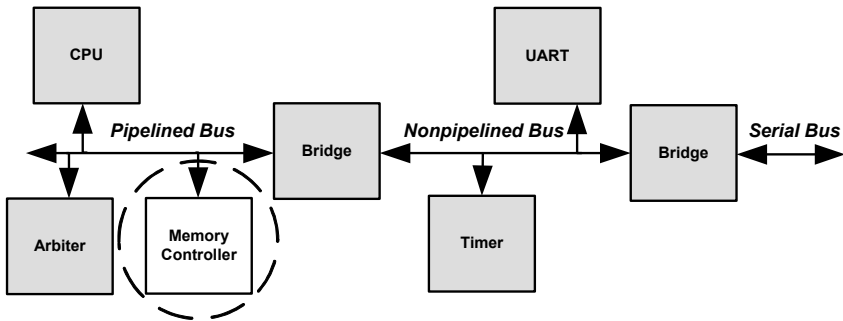 CPU
UART
Pipelined Bus
Nonpipelined Bus
Serial Bus
Bridge
Bridge
Arbiter
Memory
Controller
Timer